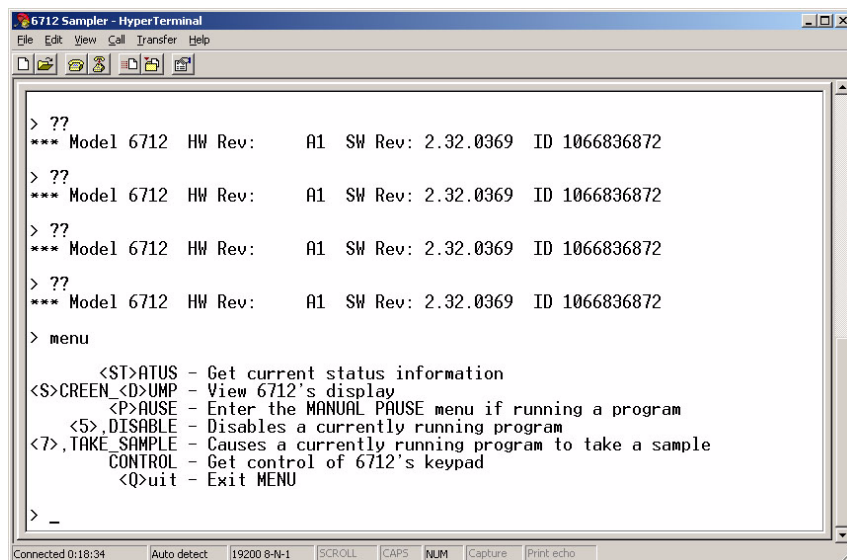 6712 Sampler - HyperTerminal
File Edit View Call Transfer Help
> ??
*** Model 6712 HW Rev: A1 SW Rev: 2.32.0369 ID 1066836872
> ??
*** Model 6712 HW Rev: A1 SW Rev: 2.32.0369 ID 1066836872
> ??
*** Model 6712 HW Rev: A1 SW Rev: 2.32.0369 ID 1066836872
> ??
*** Model 6712 HW Rev: A1 SW Rev: 2.32.0369 ID 1066836872
> menu
<ST>ATUS - Get current status information
<S>CREEN_<D>UMP - View 6712's display
<P>AUSE - Enter the MANUAL PAUSE menu if running a program
<5>,DISABLE - Disables a currently running program
<7>,TAKE_SAMPLE - Causes a currently running program to take a sample
CONTROL - Get control of 6712's keypad
<Q>uit - Exit MENU
> _
Connected 0:18:34 Auto detect 19200 8-N-1 SCROLL CAPS NUM Capture Print echo